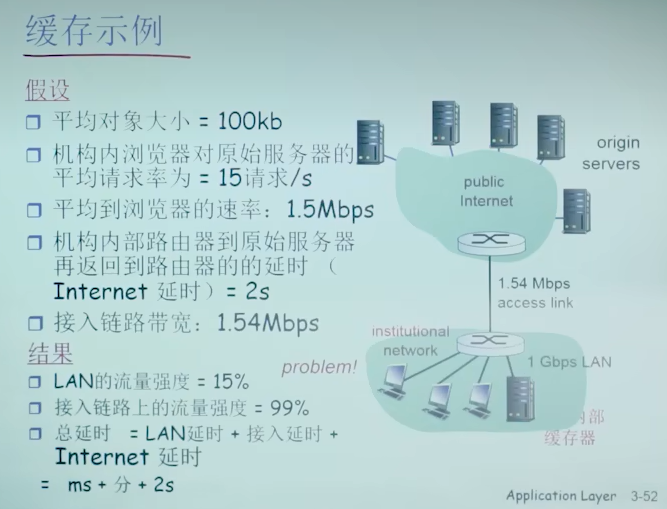 缓存示例
假设
平均对象大小 = 100kb
机构内浏览器对原始服务器的
平均请求率为 = 15请求/s
平均到浏览器的速率：1.5Mbps
机构内部路由器到原始服务器
再返回到路由器的的延时（
Internet 延时）= 2s
接入链路带宽：1.54Mbps
结果
LAN的流量强度 = 15%
接入链路上的流量强度 = 99%
总延时 = LAN延时 + 接入延时 +
Internet 延时
= ms + 分 + 2s
problem!
origin
servers
public
Internet
1.54 Mbps
access link
institutional
network
1 Gbps LAN
内部
缓存器
Application Layer 3-52